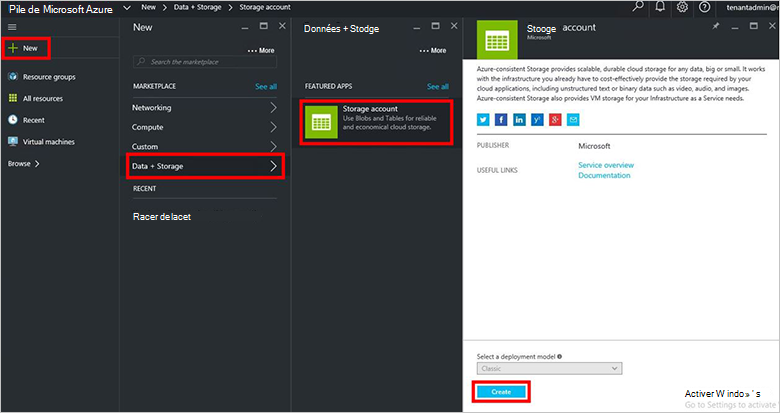 Pile de Microsoft Azure
New > Data + Storage > Storage account
tenantadmin@
New
Resource groups
All resources
Recent
Virtual machines
Browse >
New
••• More
Search the marketplace
MARKETPLACE See all
Networking
Compute
Custom
Data + Storage
RECENT
Racer delacet
Données + Stodge
••• More
FEATURED APPS See all
Storage account
Use Blobs and Tables for reliable
and economical cloud storage.
Stooge account
Microsoft
Azure-consistent Storage provides scalable, durable cloud storage for any data, big or small. It works
with the infrastructure you already have to cost-effectively provide the storage required by your
cloud applications, including unstructured text or binary data such as video, audio, and images.
Azure-consistent Storage also provides VM storage for your Infrastructure as a Service needs.
PUBLISHER Microsoft
USEFUL LINKS Service overview
Documentation
Select a deployment model
Classic
Create
Go to Settings to activate